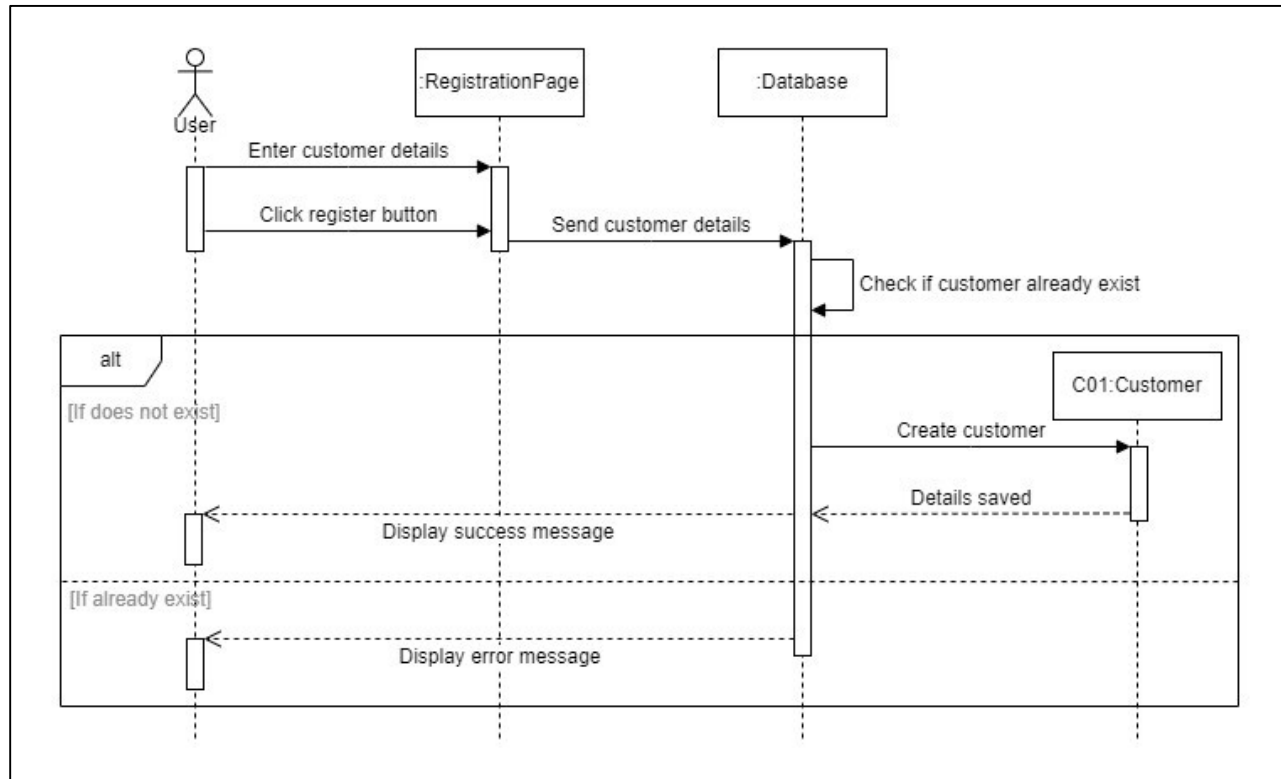 :RegistrationPage
:Database
User
Enter customer details
Click register button
Send customer details
Check if customer already exist
alt
C01:Customer
[If does not exist]
Create customer
Details saved
Display success message
[If already exist]
Display error message